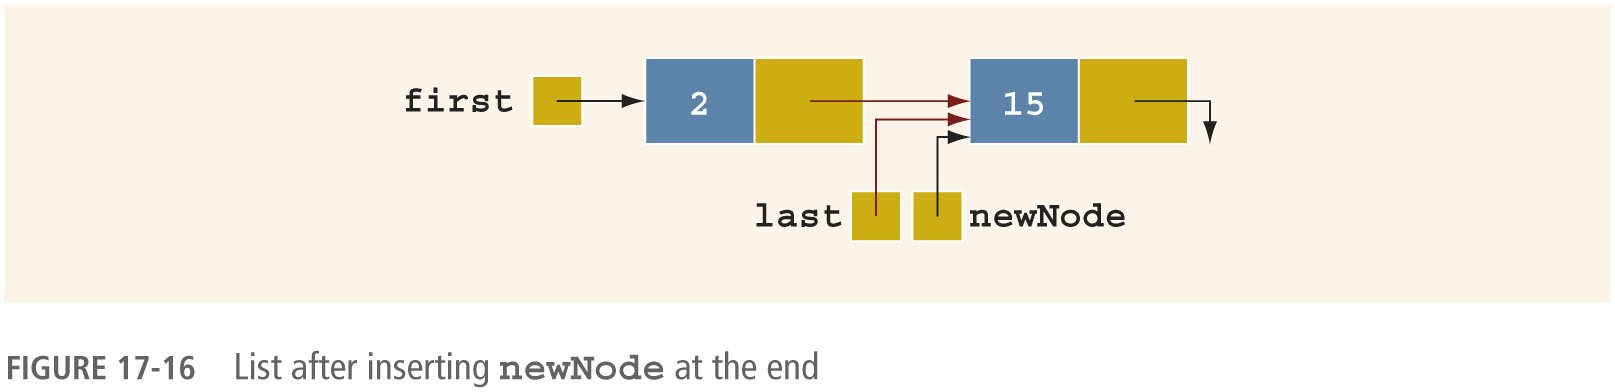 first 2 15
last newNode
FIGURE 17-16 List after inserting newNode at the end